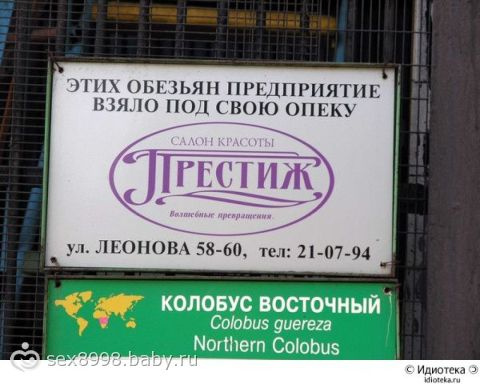 ЭТИХ ОБЕЗЬЯН ПРЕДПРИЯТИЕ
ВЗЯЛО ПОД СВОЮ ОПЕКУ
САЛОН КРАСОТЫ
ПРЕСТИЖ
Волшебные превращения.
ул. ЛЕОНОВА 58-60, тел: 21-07-94
КОЛОБУС ВОСТОЧНЫЙ
Colobus guereza
Northern Colobus
sex8998.baby.ru
© Идиотека Э
idioteka.ru